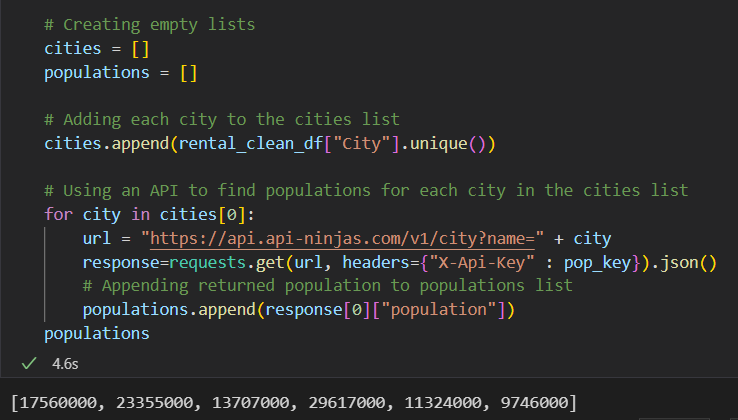 # Creating empty lists
cities = []
populations = []
# Adding each city to the cities list
cities.append(rental_clean_df["City"].unique())
# Using an API to find populations for each city in the cities list
for city in cities[0]:
    url = "https://api.api-ninjas.com/v1/city?name=" + city
    response=requests.get(url, headers={"X-Api-Key" : pop_key}).json()
    # Appending returned population to populations list
    populations.append(response[0]["population"])
populations
4.6s
[17560000, 23355000, 13707000, 29617000, 11324000, 9746000]